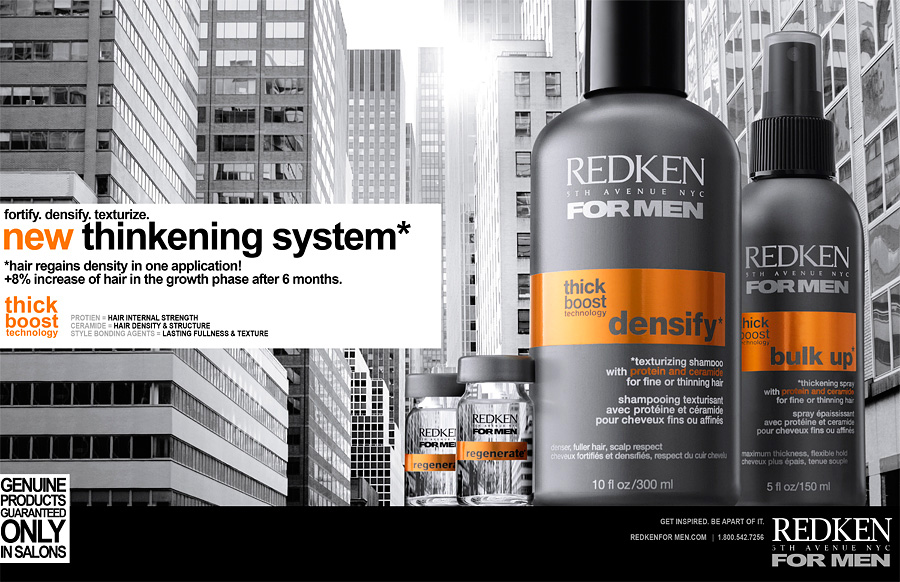 fortify. densify. texturize.
new thinkening system*
*hair regains density in one application!
+8% increase of hair in the growth phase after 6 months.
thick
boost
technology
PROTIEN = HAIR INTERNAL STRENGTH
CERAMIDE = HAIR DENSITY & STRUCTURE
STYLE BONDING AGENTS = LASTING FULLNESS & TEXTURE
GENUINE
PRODUCTS
GUARANTEED
ONLY
IN SALONS
REDKEN
FOR MEN
regenera
REDKEN
FOR MEN
regenerate
REDKEN
5TH AVENUE NYC
FOR MEN
thick
boost
technology
densify*
*texturizing shampoo
with protein and ceramide
for fine or thinning hair
shampooing texturisant
avec protéine et céramide
pour cheveux fins ou affinés
denser, fuller hair, scalp respect
cheveux fortifiés et densifiés, respect du cuir chevelu
10 fl oz/300 ml
REDKEN
5TH AVENUE NYC
FOR MEN
thick
boost
technology
bulk up*
*thickening spray
with protein and ceramide
for fine or thinning hair
spray épaississant
avec protéine et céramide
pour cheveux fins ou affinés
maximum thickness, flexible hold
cheveux plus épais, tenue souple
5 fl oz/150 ml
GET INSPIRED. BE APART OF IT.
REDKENFOR MEN.COM | 1.800.542.7256
REDKEN
5TH AVENUE NYC
FOR MEN